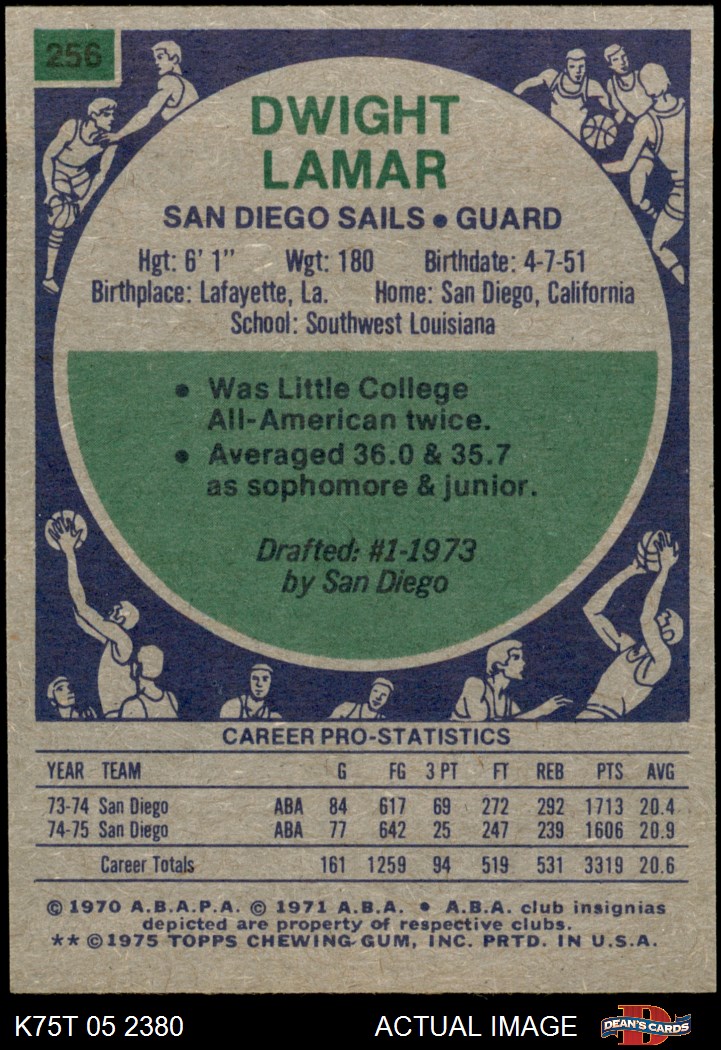 256
DWIGHT
LAMAR
SAN DIEGO SAILS • GUARD
Hgt: 6' 1" Wgt: 180 Birthdate: 4-7-51
Birthplace: Lafayette, La. Home: San Diego, California
School: Southwest Louisiana
• Was Little College
All-American twice.
• Averaged 36.0 & 35.7
as sophomore & junior.
Drafted: #1-1973
by San Diego
CAREER PRO-STATISTICS
YEAR TEAM G FG 3 PT FT REB PTS AVG
73-74 San Diego ABA 84 617 69 272 292 1713 20.4
74-75 San Diego ABA 77 642 25 247 239 1606 20.9
Career Totals 161 1259 94 519 531 3319 20.6
© 1970 A.B.A.P.A. © 1971 A.B.A. • A.B.A. club insignias
depicted are property of respective clubs.
** © 1975 TOPPS CHEWING GUM, INC. PRTD. IN U.S.A.
K75T 05 2380 ACTUAL IMAGE DEAN'S CARDS